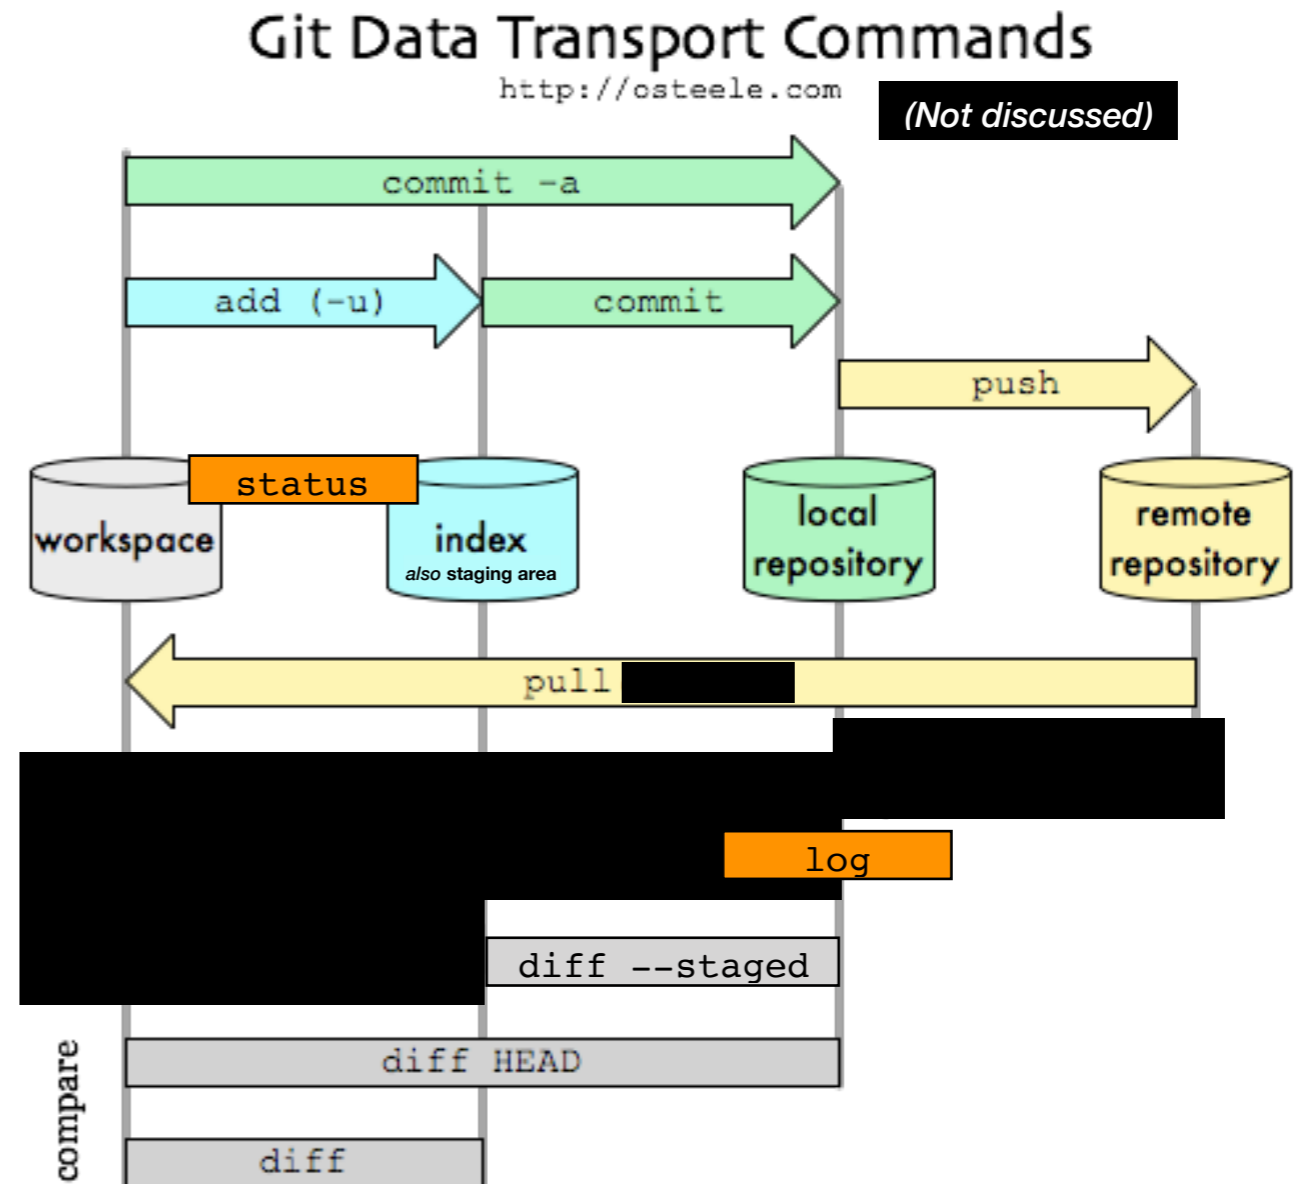 Git Data Transport Commands
http://osteele.com
(Not discussed)
commit -a
add (-u)
commit
push
status
workspace
index
also staging area
local
repository
remote
repository
pull
log
diff --staged
diff HEAD
compare
diff